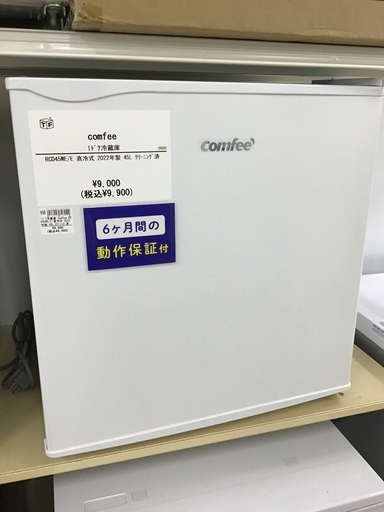 TF
comfee
1ﾄﾞｱ冷蔵庫
RCD45WE/E 直冷式 2022年製 45L ｸﾘｰﾆﾝｸﾞ済
¥9,000
(税込¥9,900)
comfee
6ヶ月間の
動作保証付